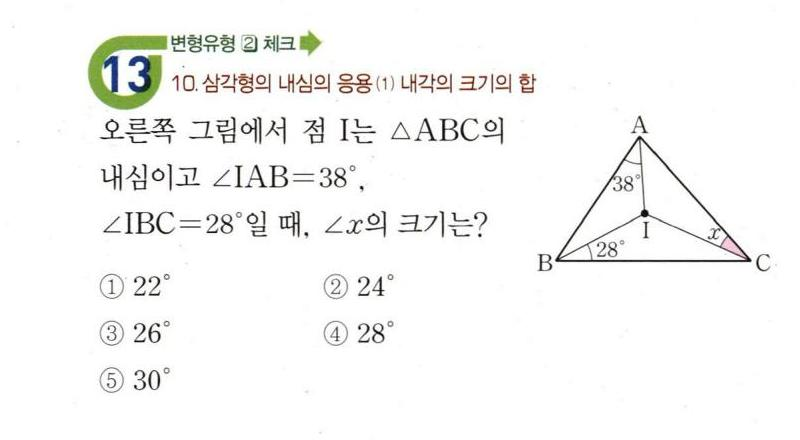 변형유형 ② 체크
13
10. 삼각형의 내심의 응용 (1) 내각의 크기의 합
오른쪽 그림에서 점 I는 △ABC의
내심이고 ∠IAB=38°,
∠IBC=28°일 때, ∠x의 크기는?
① 22° ② 24°
③ 26° ④ 28°
⑤ 30°
A
38°
I
x
28°
B
C